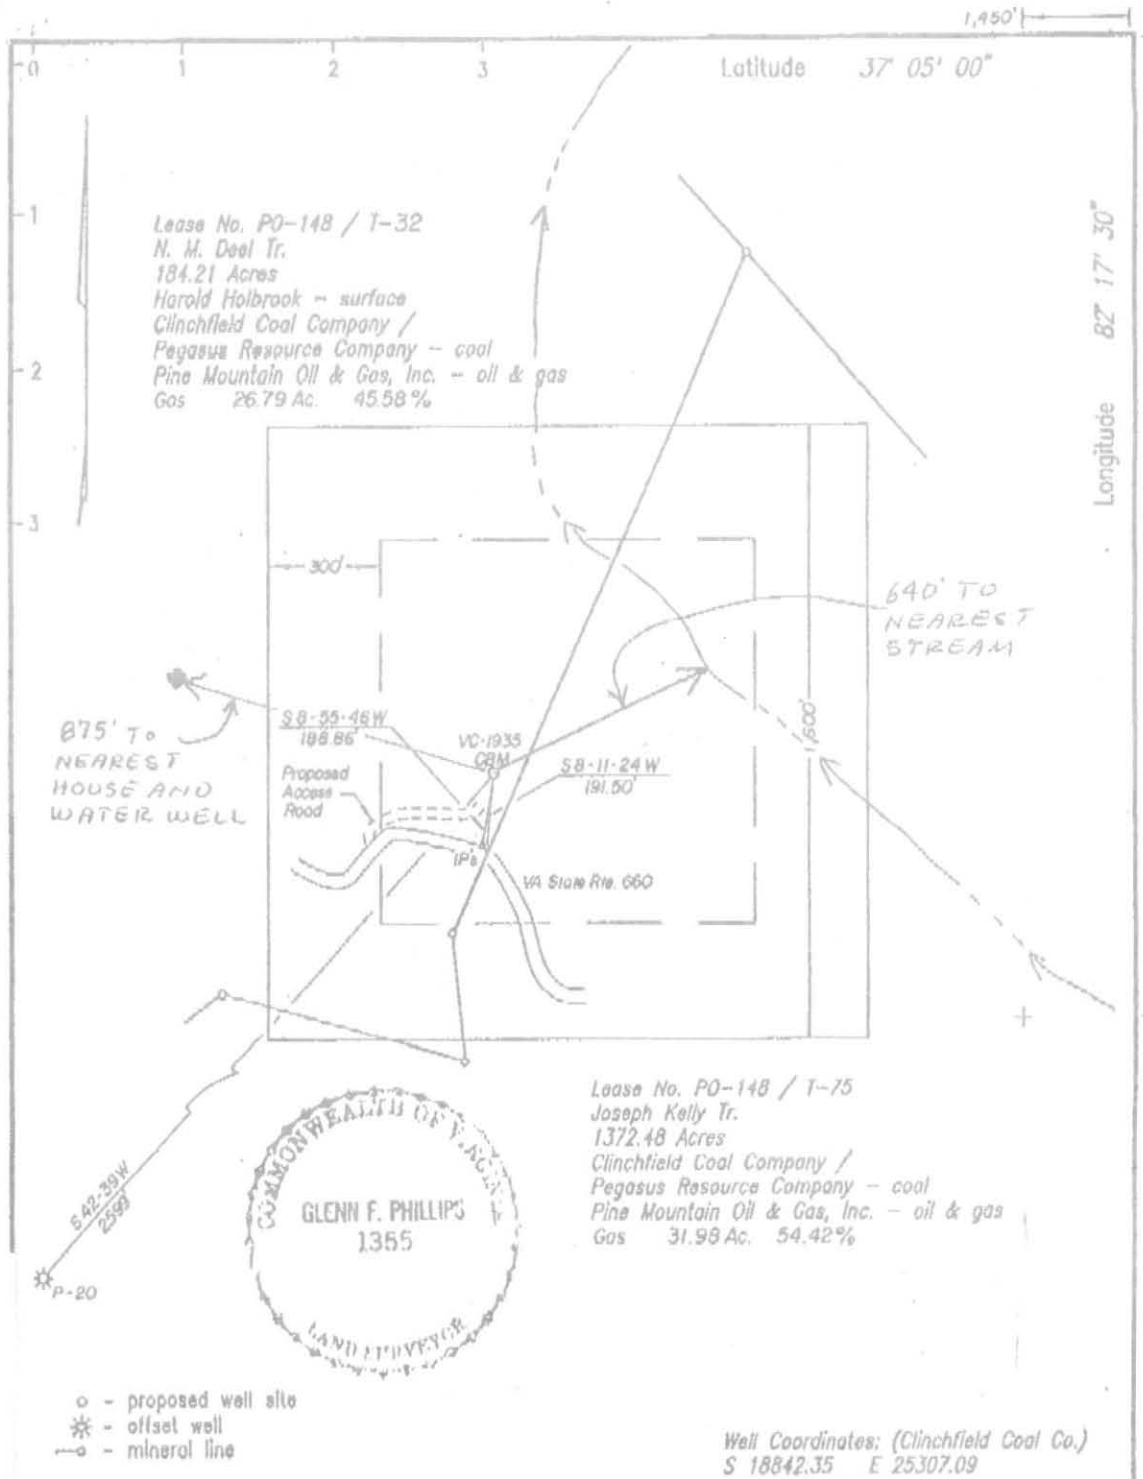 1,450'
0 1 2 3
Latitude 37° 05' 00"
1
2
3
Longitude 82° 17' 30"
Lease No. PO-148 / T-32
N. M. Deel Tr.
184.21 Acres
Harold Holbrook - surface
Clinchfield Coal Company /
Pegasus Resource Company - coal
Pine Mountain Oil & Gas, Inc. - oil & gas
Gas 26.79 Ac. 45.58%
300'
640' TO
NEAREST
STREAM
875' TO
NEAREST
HOUSE AND
WATER WELL
S 8-55-46 W
188.86'
VC-1935
CBM
S 8-11-24 W
191.50'
1,600'
Proposed
Access
Road
VA State Rte. 660
S 42-39 W
2599'
P-20
Lease No. PO-148 / T-75
Joseph Kelly Tr.
1372.48 Acres
Clinchfield Coal Company /
Pegasus Resource Company - coal
Pine Mountain Oil & Gas, Inc. - oil & gas
Gas 31.98 Ac. 54.42%
COMMONWEALTH OF VIRGINIA
GLENN F. PHILLIPS
1355
LAND SURVEYOR
o - proposed well site
- offset well
- mineral line
Well Coordinates: (Clinchfield Coal Co.)
S 18842.35 E 25307.09